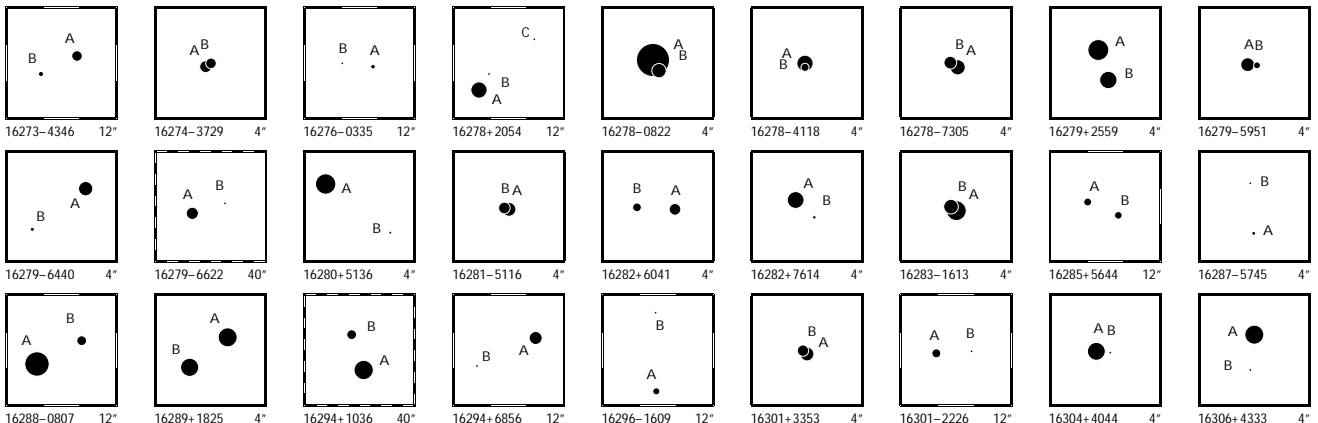 A
B
16273−4346 12″
B
A
16274−3729 4″
B A
16276−0335 12″
C
B
A
16278+2054 12″
A
B
16278−0822 4″
A
B
16278−4118 4″
B
A
16278−7305 4″
A
B
16279+2559 4″
AB
16279−5951 4″
A
B
16279−6440 4″
B
A
16279−6622 40″
A
B
16280+5136 4″
B A
16281−5116 4″
B A
16282+6041 4″
A
B
16282+7614 4″
B
A
16283−1613 4″
A
B
16285+5644 12″
B
A
16287−5745 4″
B
A
16288−0807 12″
A
B
16289+1825 4″
B
A
16294+1036 40″
A
B
16294+6856 12″
B
A
16296−1609 12″
B
A
16301+3353 4″
A B
16301−2226 12″
A B
16304+4044 4″
A
B
16306+4333 4″